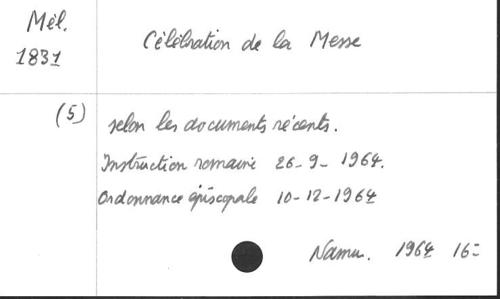 Mél.
1831
Célébration de la Messe
(5)
selon les documents récents.
Instruction romaine 26-9-1964.
Ordonnance épiscopale 10-12-1964
Namur. 1964 16=